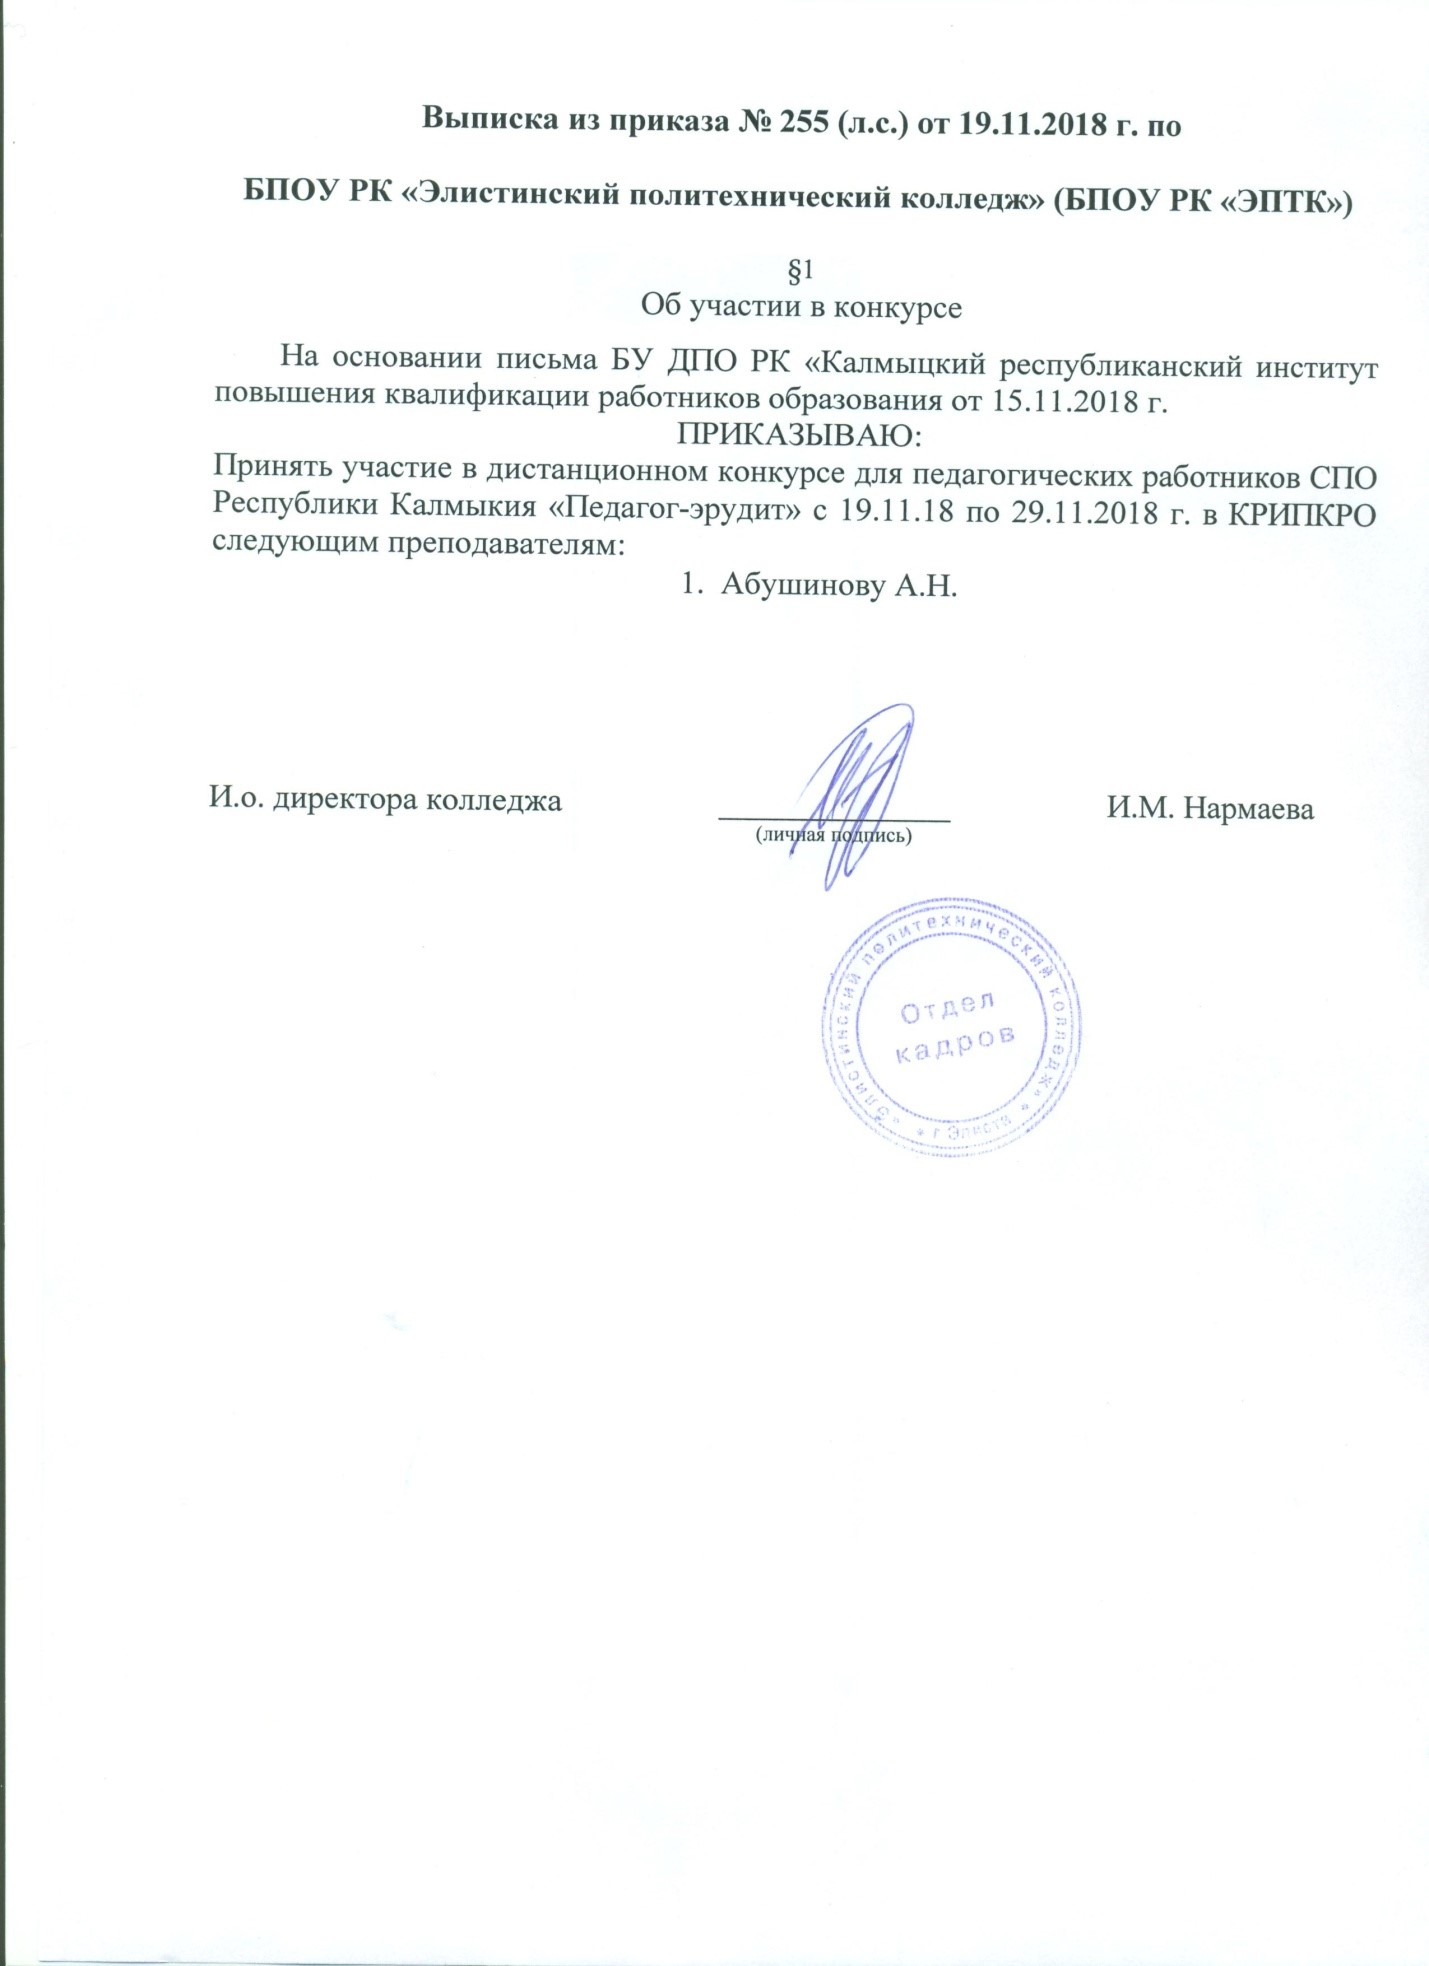 Выписка из приказа № 255 (л.с.) от 19.11.2018 г. по
БПОУ РК «Элистинский политехнический колледж» (БПОУ РК «ЭПТК»)
§1
Об участии в конкурсе
На основании письма БУ ДПО РК «Калмыцкий республиканский институт
повышения квалификации работников образования от 15.11.2018 г.
ПРИКАЗЫВАЮ:
Принять участие в дистанционном конкурсе для педагогических работников СПО
Республики Калмыкия «Педагог-эрудит» с 19.11.18 по 29.11.2018 г. в КРИПКРО
следующим преподавателям:
1. Абушинову А.Н.
И.о. директора колледжа
(личная подпись)
И.М. Нармаева
«Элистинский политехнический колледж»
Отдел
кадров
* г Элиста *